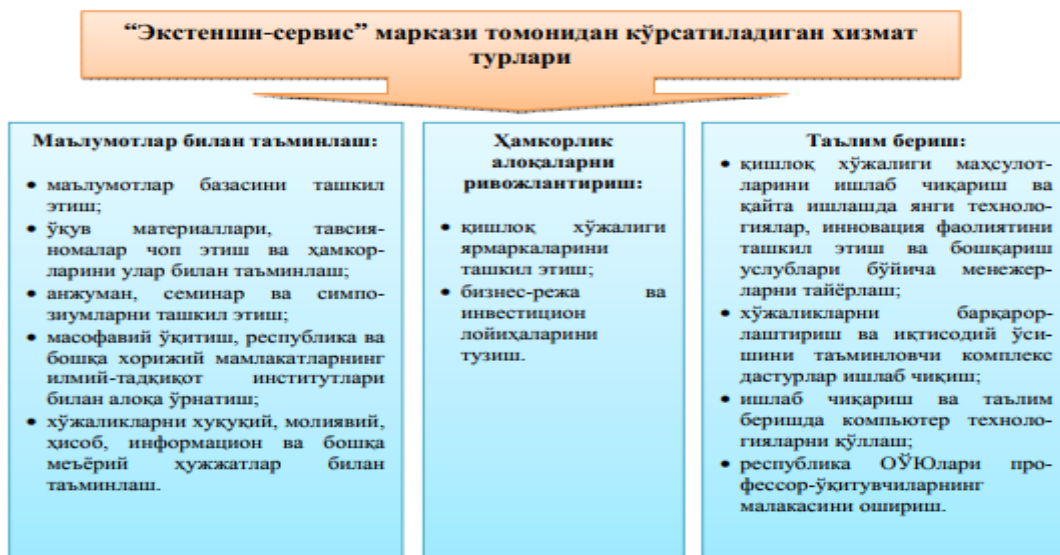 “Экстеншн-сервис” маркази томонидан кўрсатиладиган хизмат
турлари
Маълумотлар билан таъминлаш:
• маълумотлар базасини ташкил
этиш;
• ўқув материаллари, тавсия-
номалар чоп этиш ва ҳамкор-
ларини улар билан таъминлаш;
• анжуман, семинар ва симпо-
зиумларни ташкил этиш;
• масофавий ўқитиш, республика ва
бошқа хорижий мамлакатларнинг
илмий-тадқиқот институтлари
билан алоқа ўрнатиш;
• хўжаликларни хуқуқий, молиявий,
ҳисоб, информацион ва бошқа
меъёрий ҳужжатлар билан
таъминлаш.
Ҳамкорлик
алоқаларни
ривожлантириш:
• қишлоқ хўжалиги
ярмаркаларини
ташкил этиш;
• бизнес-режа ва
инвестицион
лойиҳаларини
тузиш.
Таълим бериш:
• қишлоқ хўжалиги маҳсулот-
ларини ишлаб чиқариш ва
қайта ишлашда янги техноло-
гиялар, инновация фаолиятини
ташкил этиш ва бошқариш
услублари бўйича менежер-
ларни тайёрлаш;
• хўжаликларни барқарор-
лаштириш ва иқтисодий ўси-
шини таъминловчи комплекс
дастурлар ишлаб чиқиш;
• ишлаб чиқариш ва таълим
беришда компьютер техноло-
гияларни қўллаш;
• республика ОЎЮлари про-
фессор-ўқитувчиларнинг
малакасини ошириш.